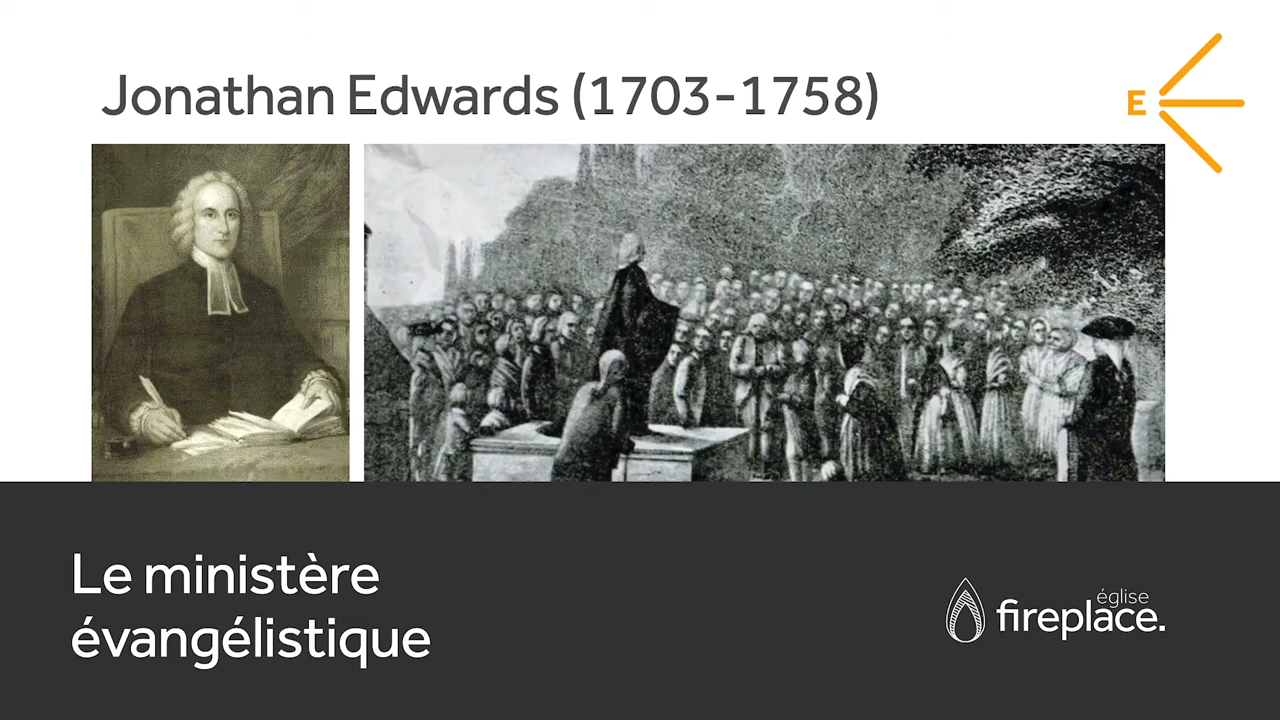 Jonathan Edwards (1703-1758)
E
Le ministère
évangélistique
église
fireplace.